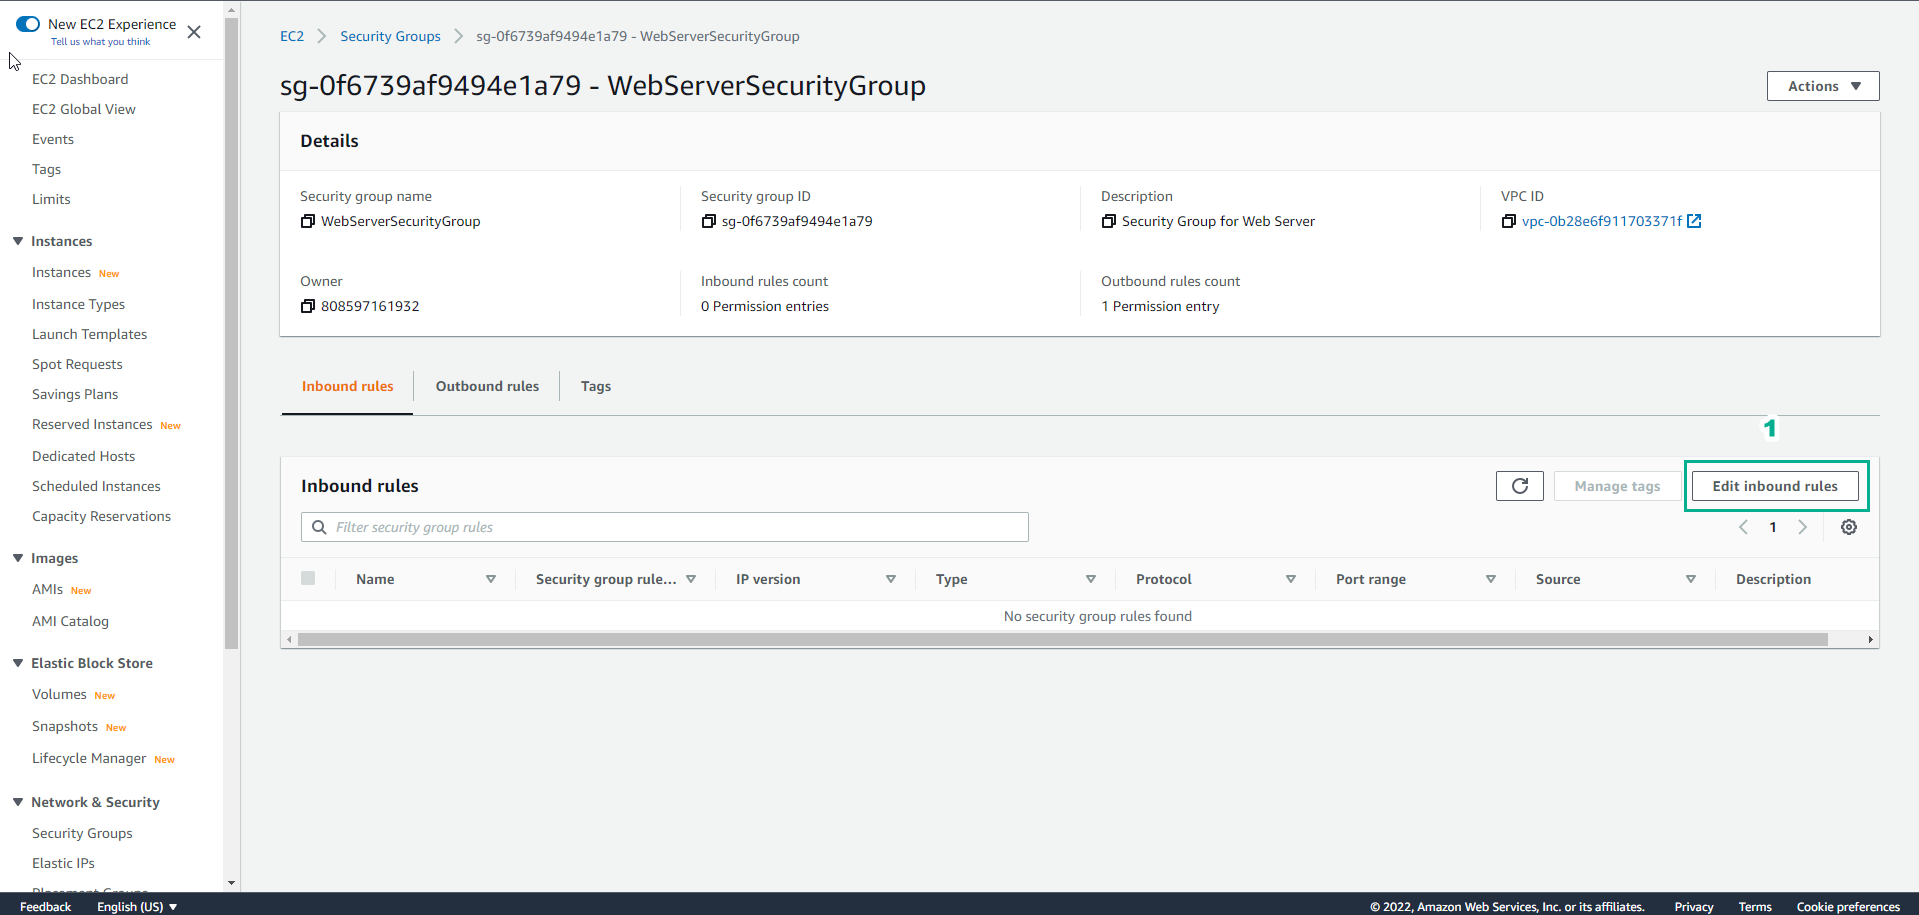 New EC2 Experience
Tell us what you think
EC2 Dashboard
EC2 Global View
Events
Tags
Limits
Instances
Instances New
Instance Types
Launch Templates
Spot Requests
Savings Plans
Reserved Instances New
Dedicated Hosts
Scheduled Instances
Capacity Reservations
Images
AMIs New
AMI Catalog
Elastic Block Store
Volumes New
Snapshots New
Lifecycle Manager New
Network & Security
Security Groups
Elastic IPs
Placement Groups
EC2 Security Groups sg-0f6739af9494e1a79 - WebServerSecurityGroup
sg-0f6739af9494e1a79 - WebServerSecurityGroup
Actions
Details
Security group name
WebServerSecurityGroup
Security group ID
sg-0f6739af9494e1a79
Description
Security Group for Web Server
VPC ID
vpc-0b28e6f911703371f
Owner
808597161932
Inbound rules count
0 Permission entries
Outbound rules count
1 Permission entry
Inbound rules Outbound rules Tags
1
Inbound rules
Manage tags
Edit inbound rules
Filter security group rules
1
Name Security group rule... IP version Type Protocol Port range Source Description
No security group rules found
Feedback English (US) © 2022, Amazon Web Services, Inc. or its affiliates. Privacy Terms Cookie preferences